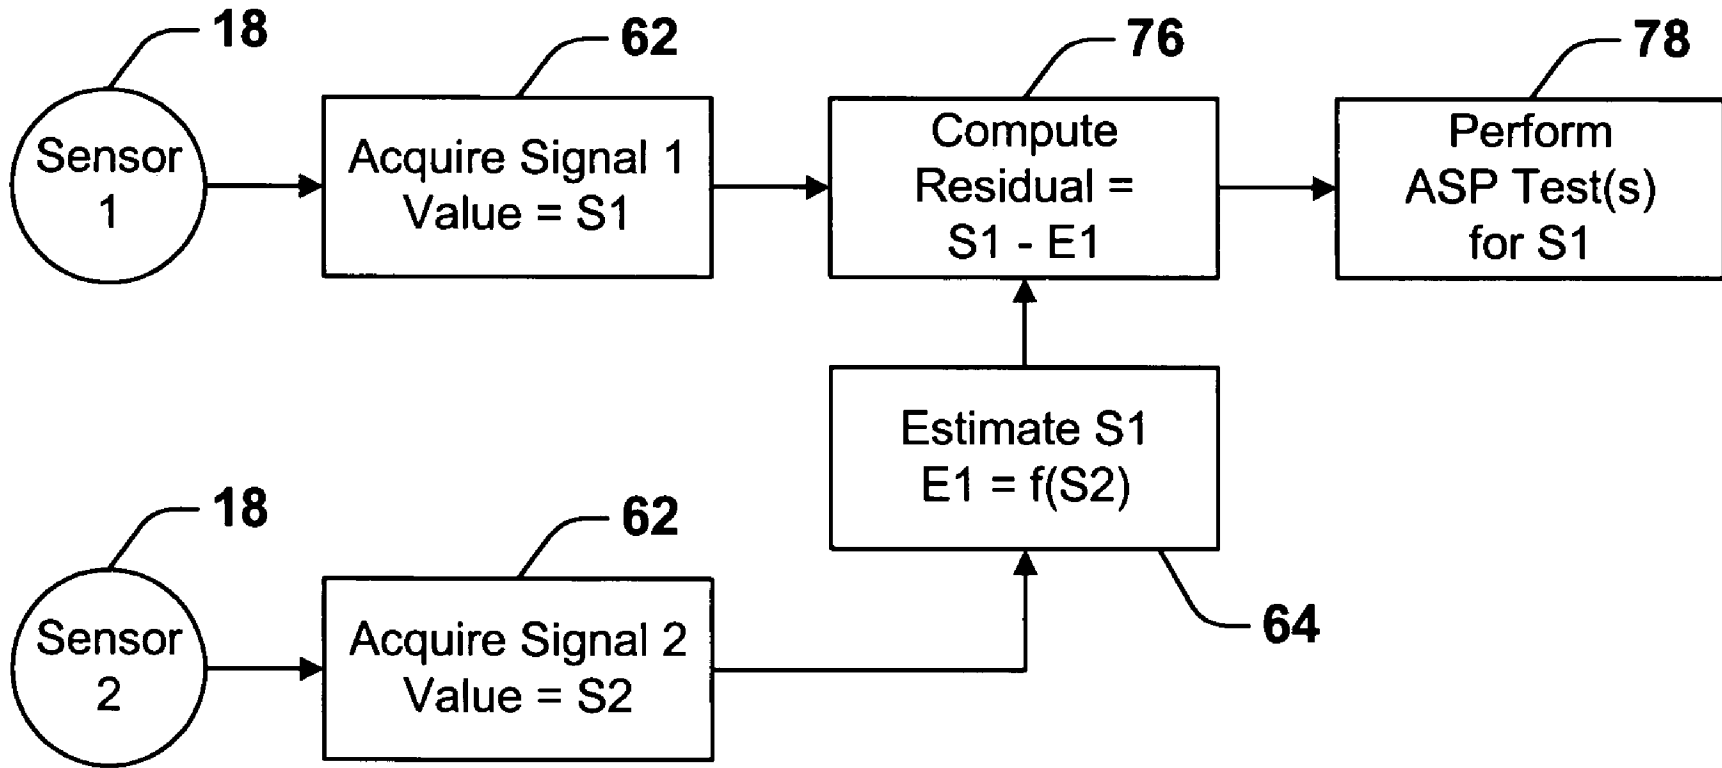 18
62
76
78
Sensor
1
Acquire Signal 1
Value = S1
Compute
Residual =
S1 - E1
Perform
ASP Test(s)
for S1
Estimate S1
E1 = f(S2)
64
18
62
Sensor
2
Acquire Signal 2
Value = S2